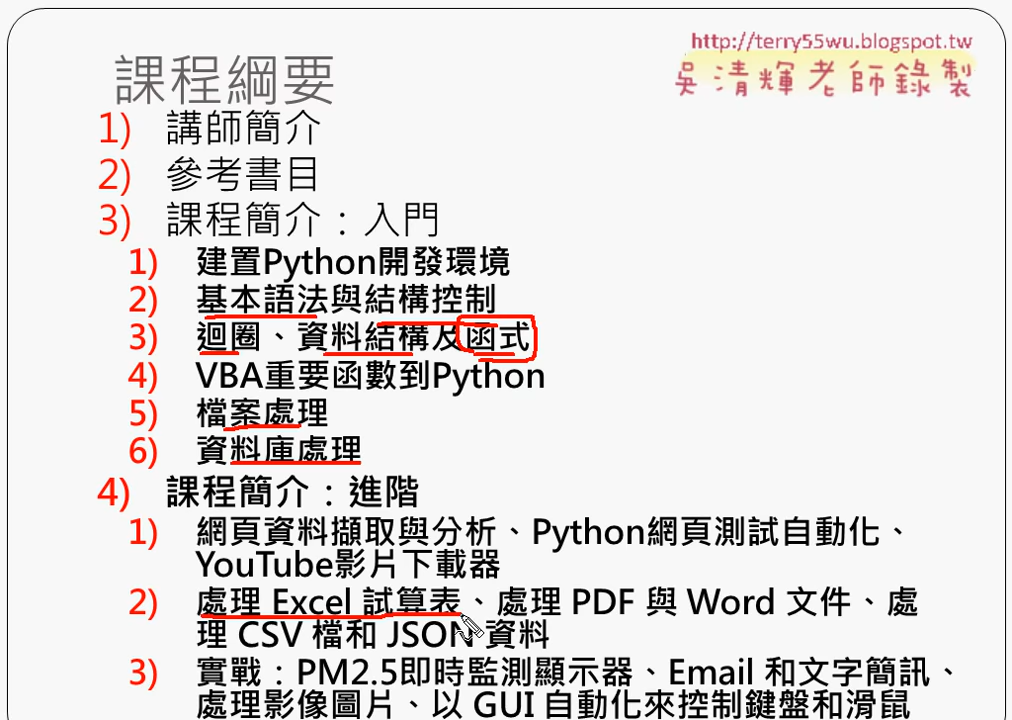 http://terry55wu.blogspot.tw
吳清輝老師錄製
課程綱要
1) 講師簡介
2) 參考書目
3) 課程簡介：入門
1) 建置Python開發環境
2) 基本語法與結構控制
3) 迴圈、資料結構及函式
4) VBA重要函數到Python
5) 檔案處理
6) 資料庫處理
4) 課程簡介：進階
1) 網頁資料擷取與分析、Python網頁測試自動化、
YouTube影片下載器
2) 處理 Excel 試算表、處理 PDF 與 Word 文件、處
理 CSV 檔和 JSON 資料
3) 實戰：PM2.5即時監測顯示器、Email 和文字簡訊、
處理影像圖片、以 GUI 自動化來控制鍵盤和滑鼠